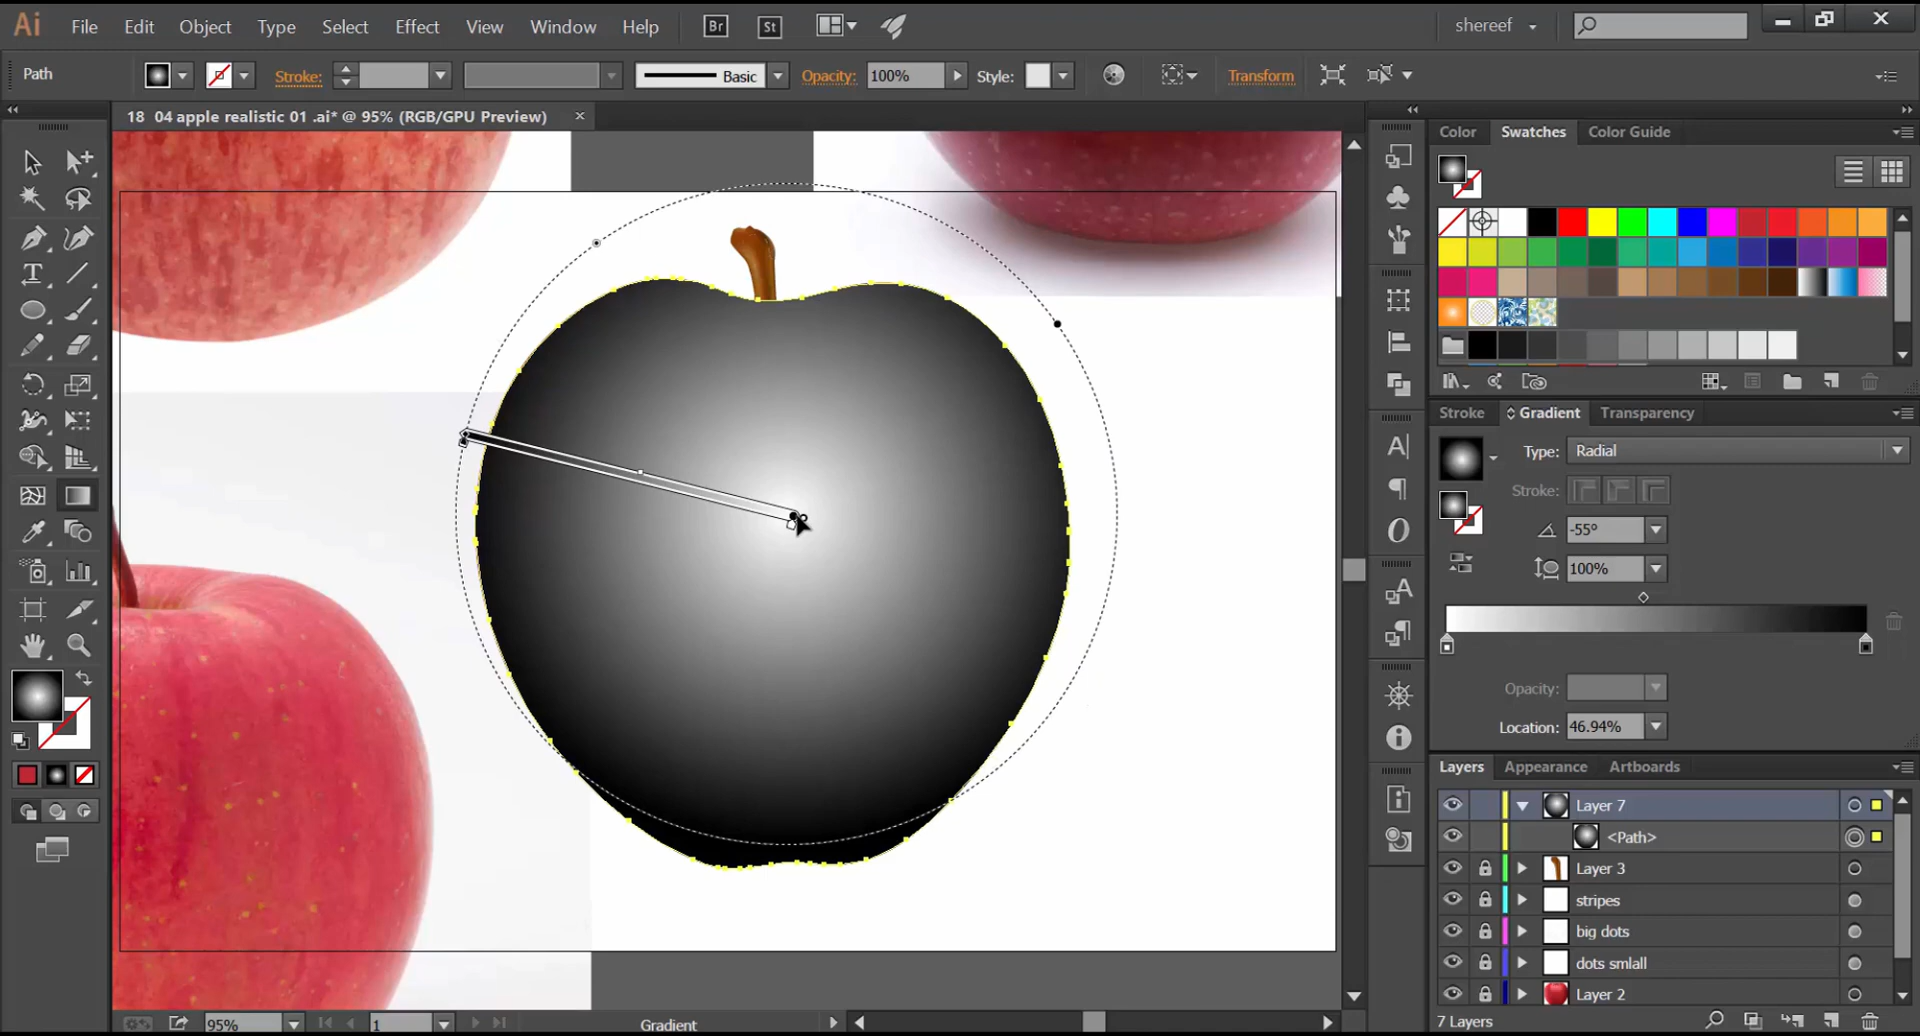 Ai File Edit Object Type Select Effect View Window Help Br St shereef
Path Stroke: Basic Opacity: 100% Style: Transform
18 04 apple realistic 01 .ai* @ 95% (RGB/GPU Preview) ×
Color Swatches Color Guide
Stroke Gradient Transparency
Type: Radial
Stroke:
-55°
100%
Opacity:
Location: 46.94%
Layers Appearance Artboards
Layer 7
<Path>
Layer 3
stripes
big dots
dots smlall
Layer 2
7 Layers
95% 1 Gradient